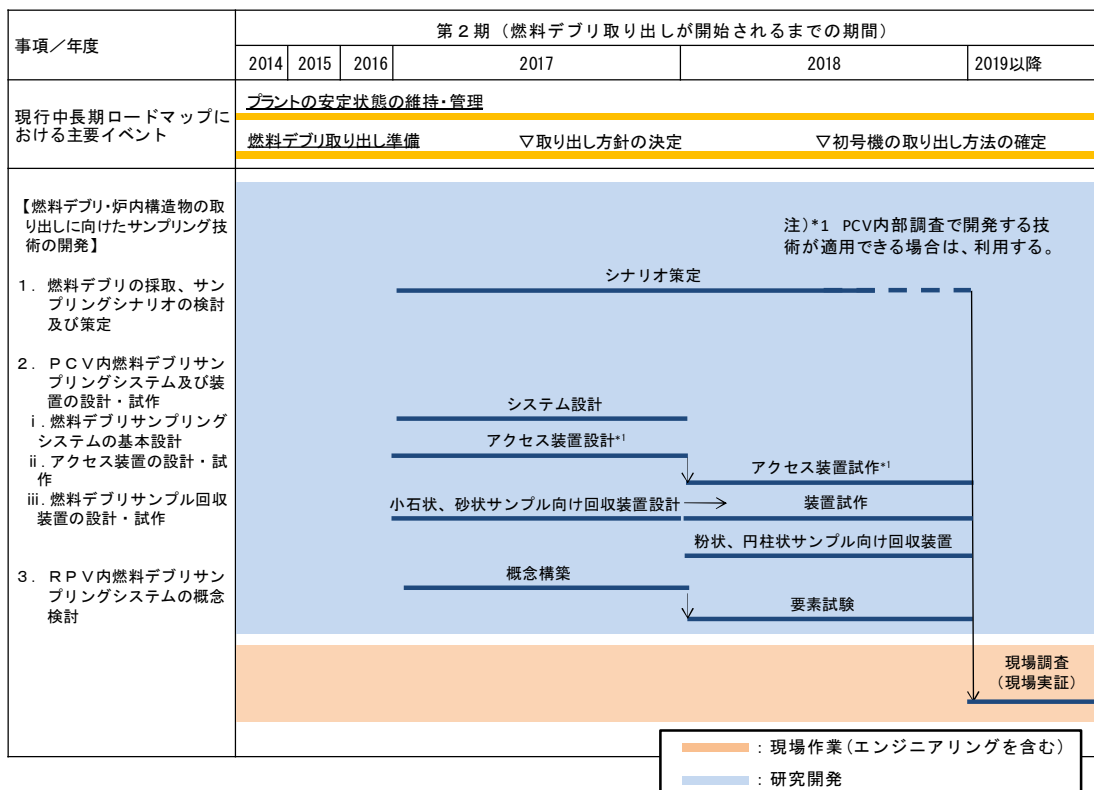 事項／年度
第２期（燃料デブリ取り出しが開始されるまでの期間）
2014 2015 2016 2017 2018 2019以降
現行中長期ロードマップに
おける主要イベント
プラントの安定状態の維持・管理
燃料デブリ取り出し準備 ▽取り出し方針の決定 ▽初号機の取り出し方法の確定
【燃料デブリ・炉内構造物の取
り出しに向けたサンプリング技
術の開発】
１．燃料デブリの採取、サン
プリングシナリオの検討
及び策定
２．ＰＣＶ内燃料デブリサン
プリングシステム及び装
置の設計・試作
ⅰ.燃料デブリサンプリング
システムの基本設計
ⅱ.アクセス装置の設計・試
作
ⅲ.燃料デブリサンプル回収
装置の設計・試作
３．ＲＰＶ内燃料デブリサン
プリングシステムの概念
検討
注）*1 PCV内部調査で開発する技
術が適用できる場合は、利用する。
シナリオ策定
システム設計
アクセス装置設計*1
アクセス装置試作*1
小石状、砂状サンプル向け回収装置設計 装置試作
粉状、円柱状サンプル向け回収装置
概念構築
要素試験
現場調査
（現場実証）
：現場作業（エンジニアリングを含む）
：研究開発